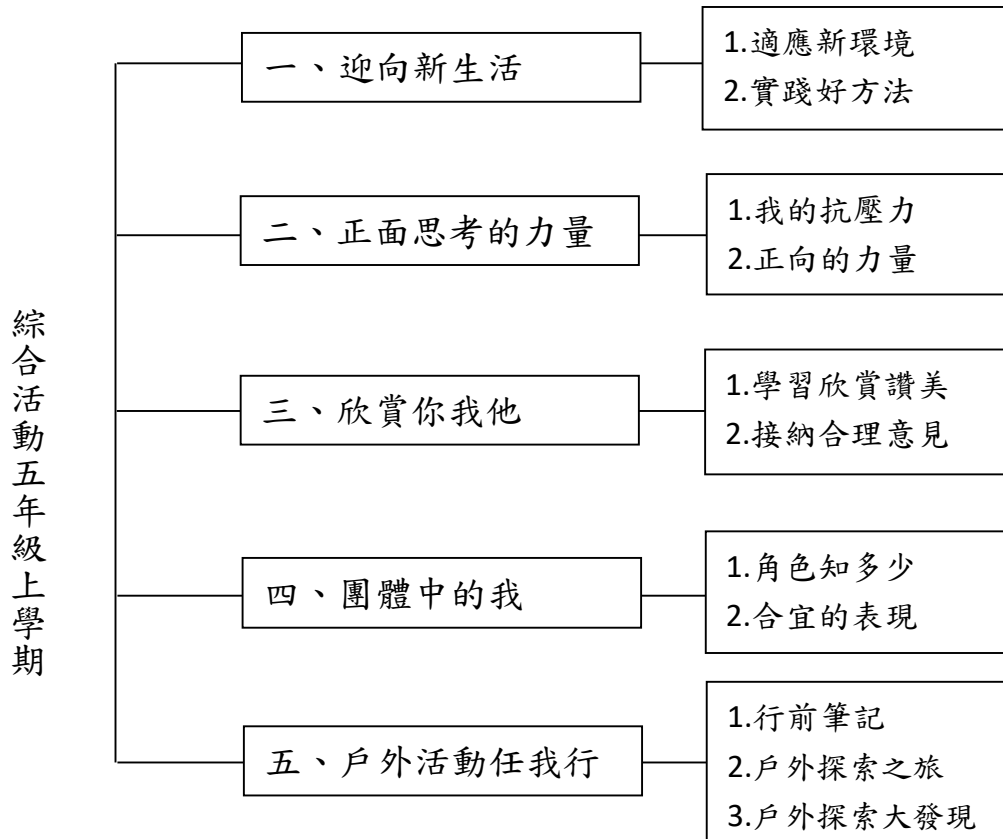 綜合活動五年級上學期
一、迎向新生活
1.適應新環境
2.實踐好方法
二、正面思考的力量
1.我的抗壓力
2.正向的力量
三、欣賞你我他
1.學習欣賞讚美
2.接納合理意見
四、團體中的我
1.角色知多少
2.合宜的表現
五、戶外活動任我行
1.行前筆記
2.戶外探索之旅
3.戶外探索大發現